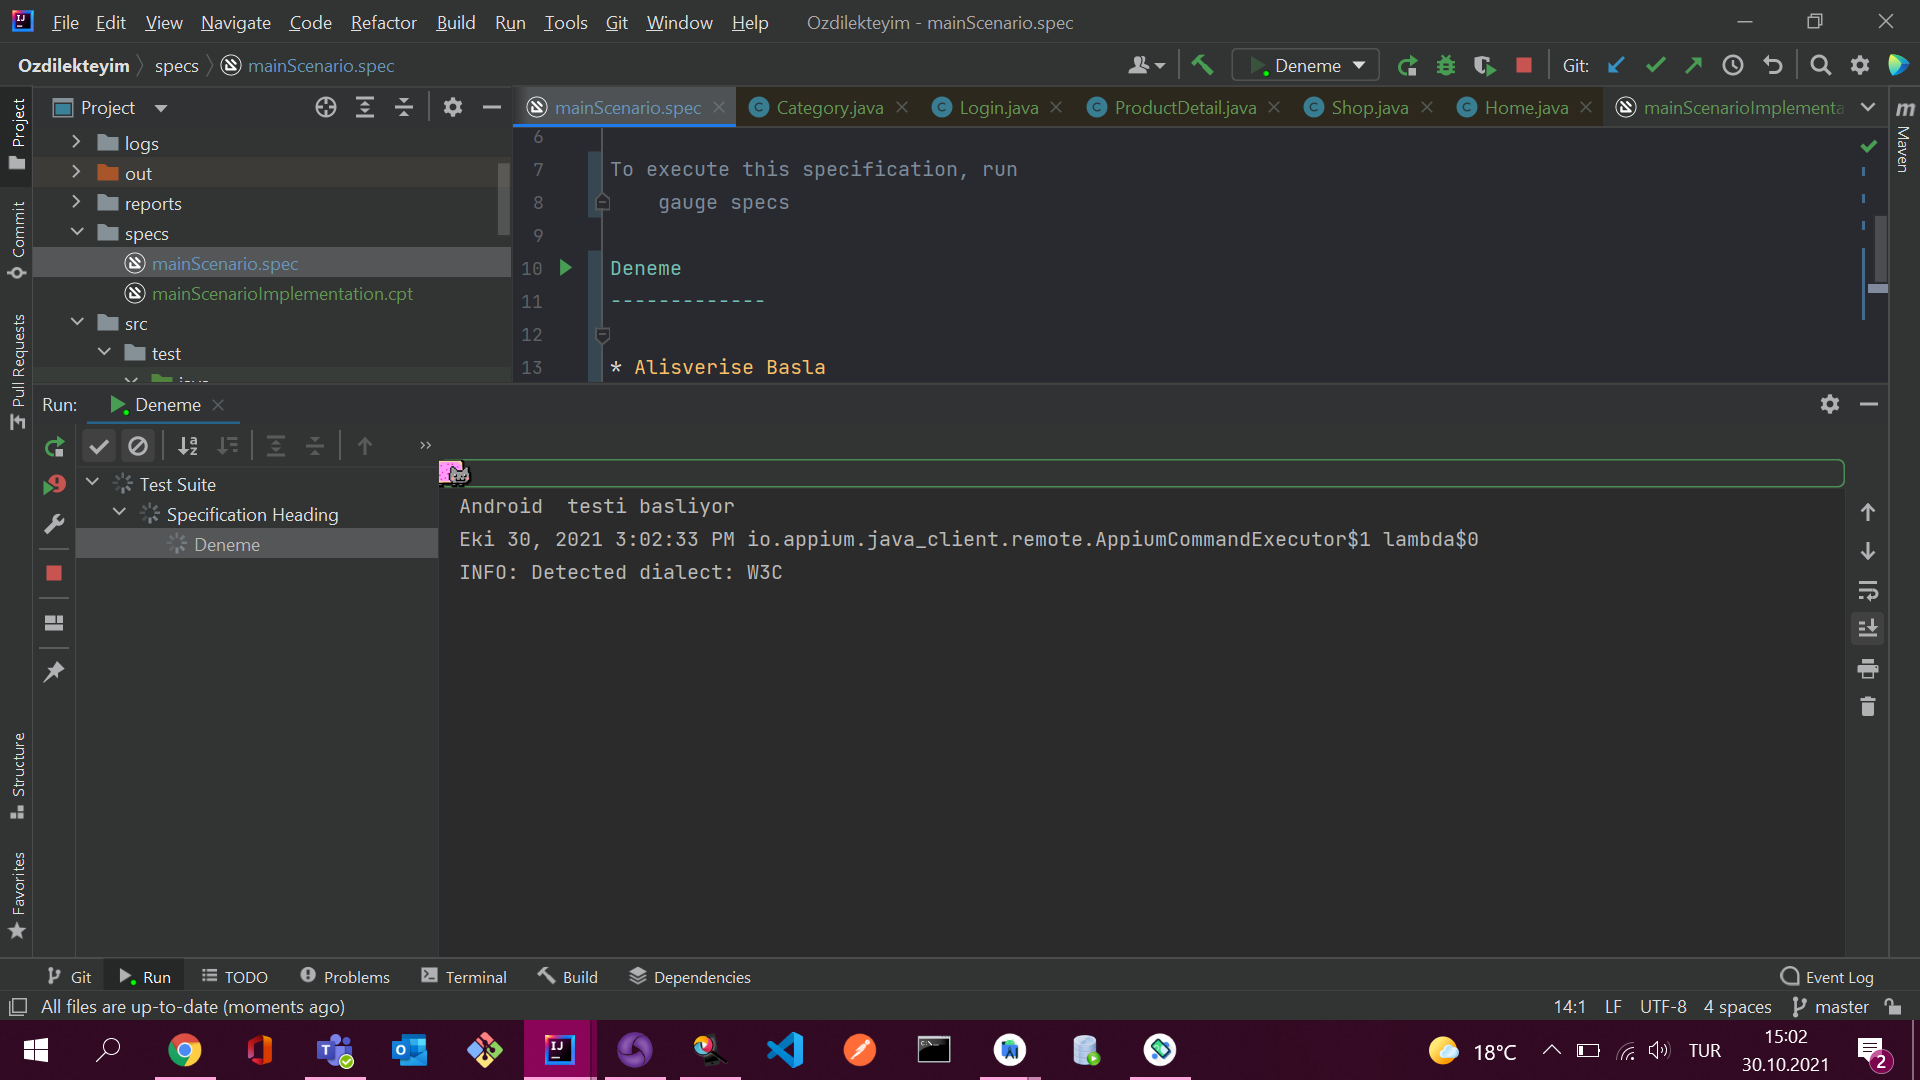 File Edit View Navigate Code Refactor Build Run Tools Git Window Help Ozdilekteyim - mainScenario.spec
Ozdilekteyim specs mainScenario.spec Deneme Git:
Project
mainScenario.spec Category.java Login.java ProductDetail.java Shop.java Home.java mainScenarioImplementa
Project
Commit
Pull Requests
Structure
Favorites
Maven
logs
out
reports
specs
mainScenario.spec
mainScenarioImplementation.cpt
src
test
6
7 To execute this specification, run
8 gauge specs
9
10 Deneme
11 -------------
12
13 * Alisverise Basla
Run: Deneme
Test Suite
Specification Heading
Deneme
Android  testi basliyor
Eki 30, 2021 3:02:33 PM io.appium.java_client.remote.AppiumCommandExecutor$1 lambda$0
INFO: Detected dialect: W3C
Git Run TODO Problems Terminal Build Dependencies Event Log
All files are up-to-date (moments ago) 14:1 LF UTF-8 4 spaces master
18°C TUR 15:02
30.10.2021
2